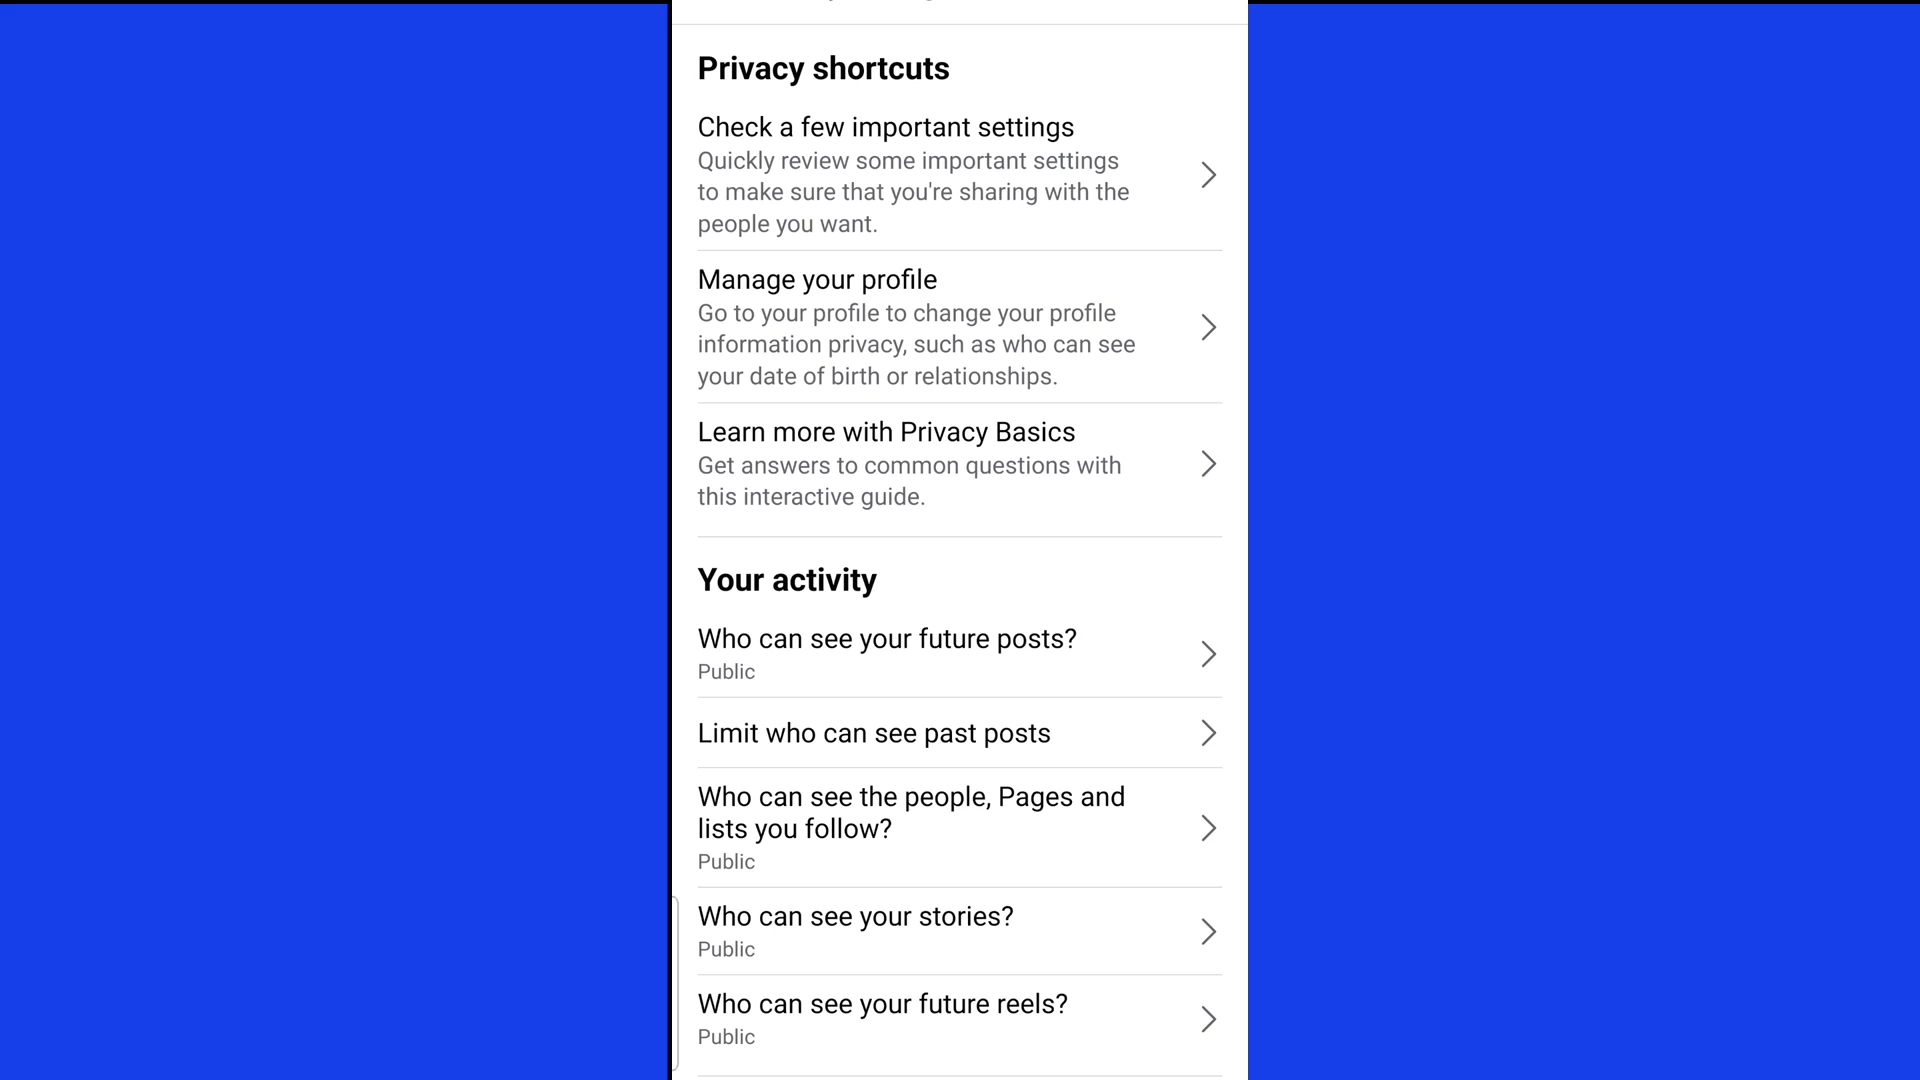 Privacy shortcuts
Check a few important settings
Quickly review some important settings
to make sure that you're sharing with the
people you want.
Manage your profile
Go to your profile to change your profile
information privacy, such as who can see
your date of birth or relationships.
Learn more with Privacy Basics
Get answers to common questions with
this interactive guide.
Your activity
Who can see your future posts?
Public
Limit who can see past posts
Who can see the people, Pages and
lists you follow?
Public
Who can see your stories?
Public
Who can see your future reels?
Public